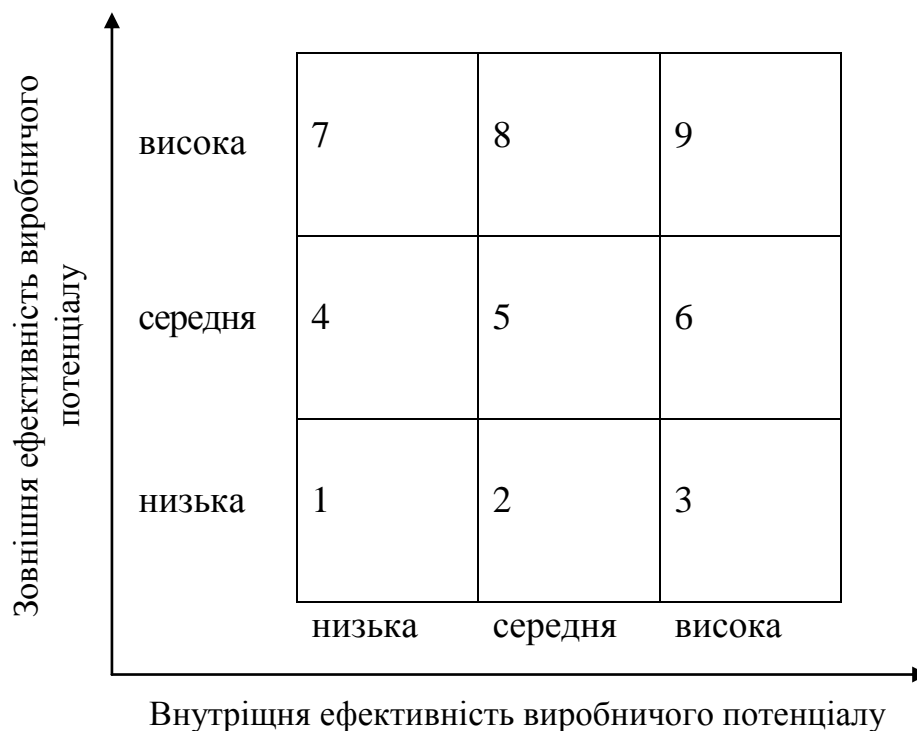 Зовнішня ефективність виробничого
потенціалу
висока
7
8
9
середня
4
5
6
низька
1
2
3
низька
середня
висока
Внутріщня ефективність виробничого потенціалу